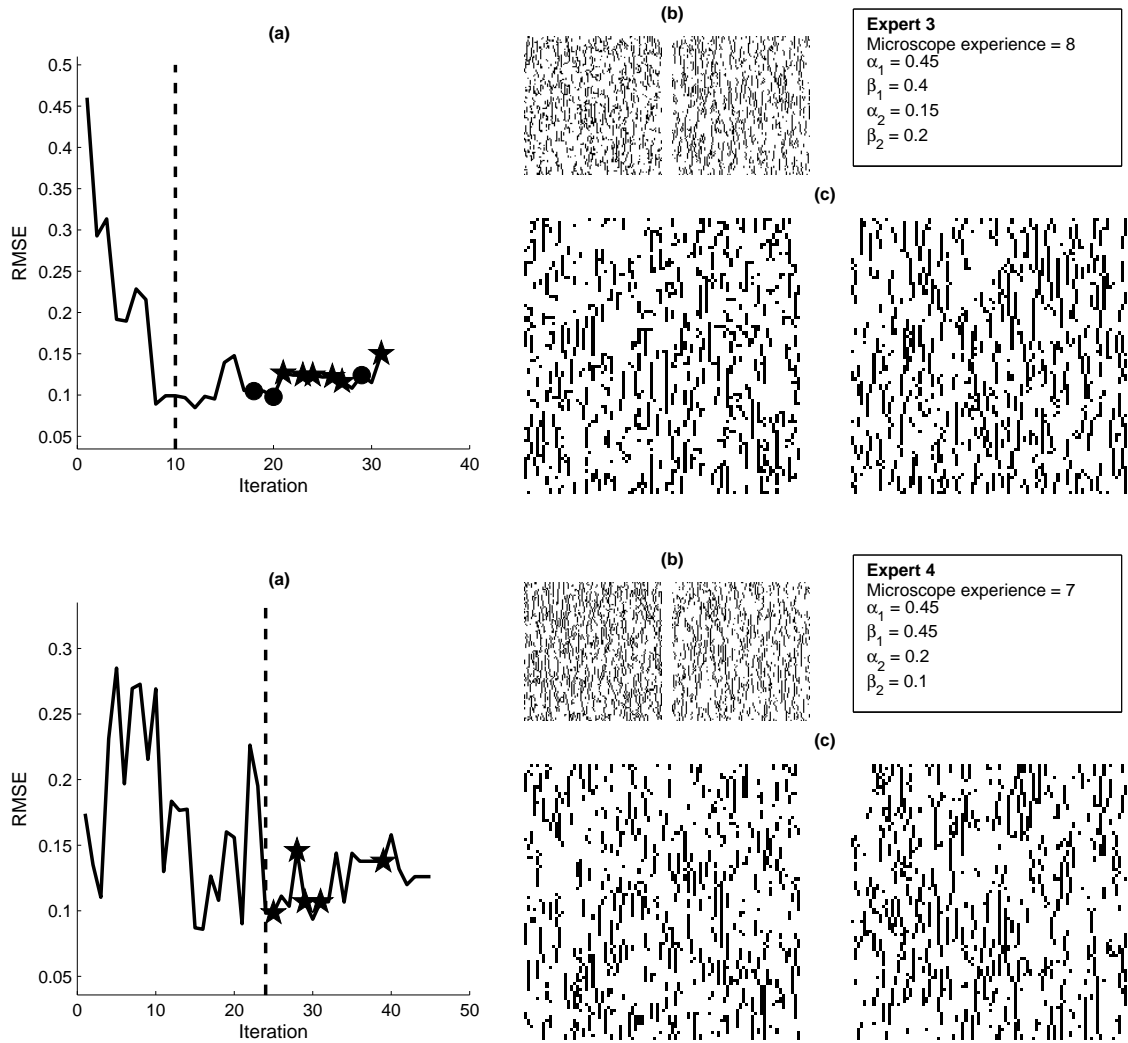 (a)
0.5
0.45
0.4
0.35
0.3
0.25
0.2
0.15
0.1
0.05
RMSE
0 10 20 30 40
Iteration
(b)
Expert 3
Microscope experience = 8
α1 = 0.45
β1 = 0.4
α2 = 0.15
β2 = 0.2
(c)
(a)
0.3
0.25
0.2
0.15
0.1
0.05
RMSE
0 10 20 30 40 50
Iteration
(b)
Expert 4
Microscope experience = 7
α1 = 0.45
β1 = 0.45
α2 = 0.2
β2 = 0.1
(c)